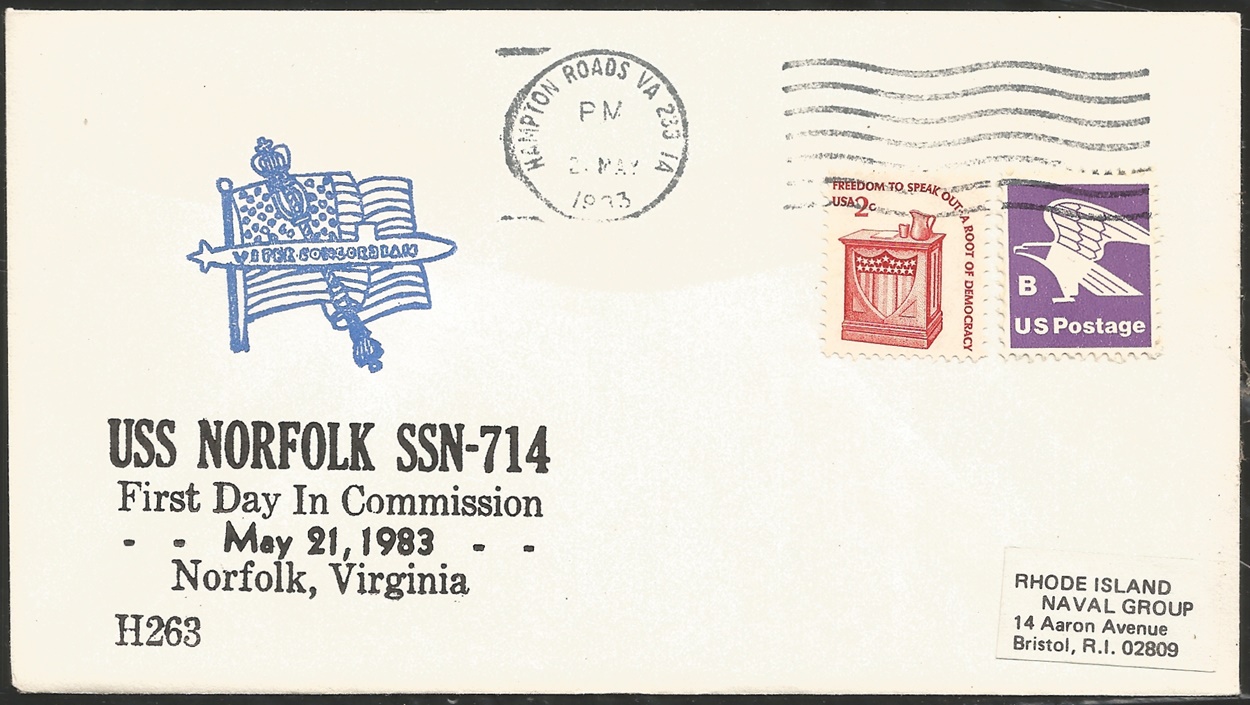 HAMPTON ROADS VA 233 1A
PM
MAY
1983
FREEDOM TO SPEAK OUT-A ROOT OF DEMOCRACY
USA 2c
B
US Postage
USS NORFOLK SSN-714
First Day In Commission
- - May 21, 1983 - -
Norfolk, Virginia
H263
RHODE ISLAND
NAVAL GROUP
14 Aaron Avenue
Bristol, R.I. 02809